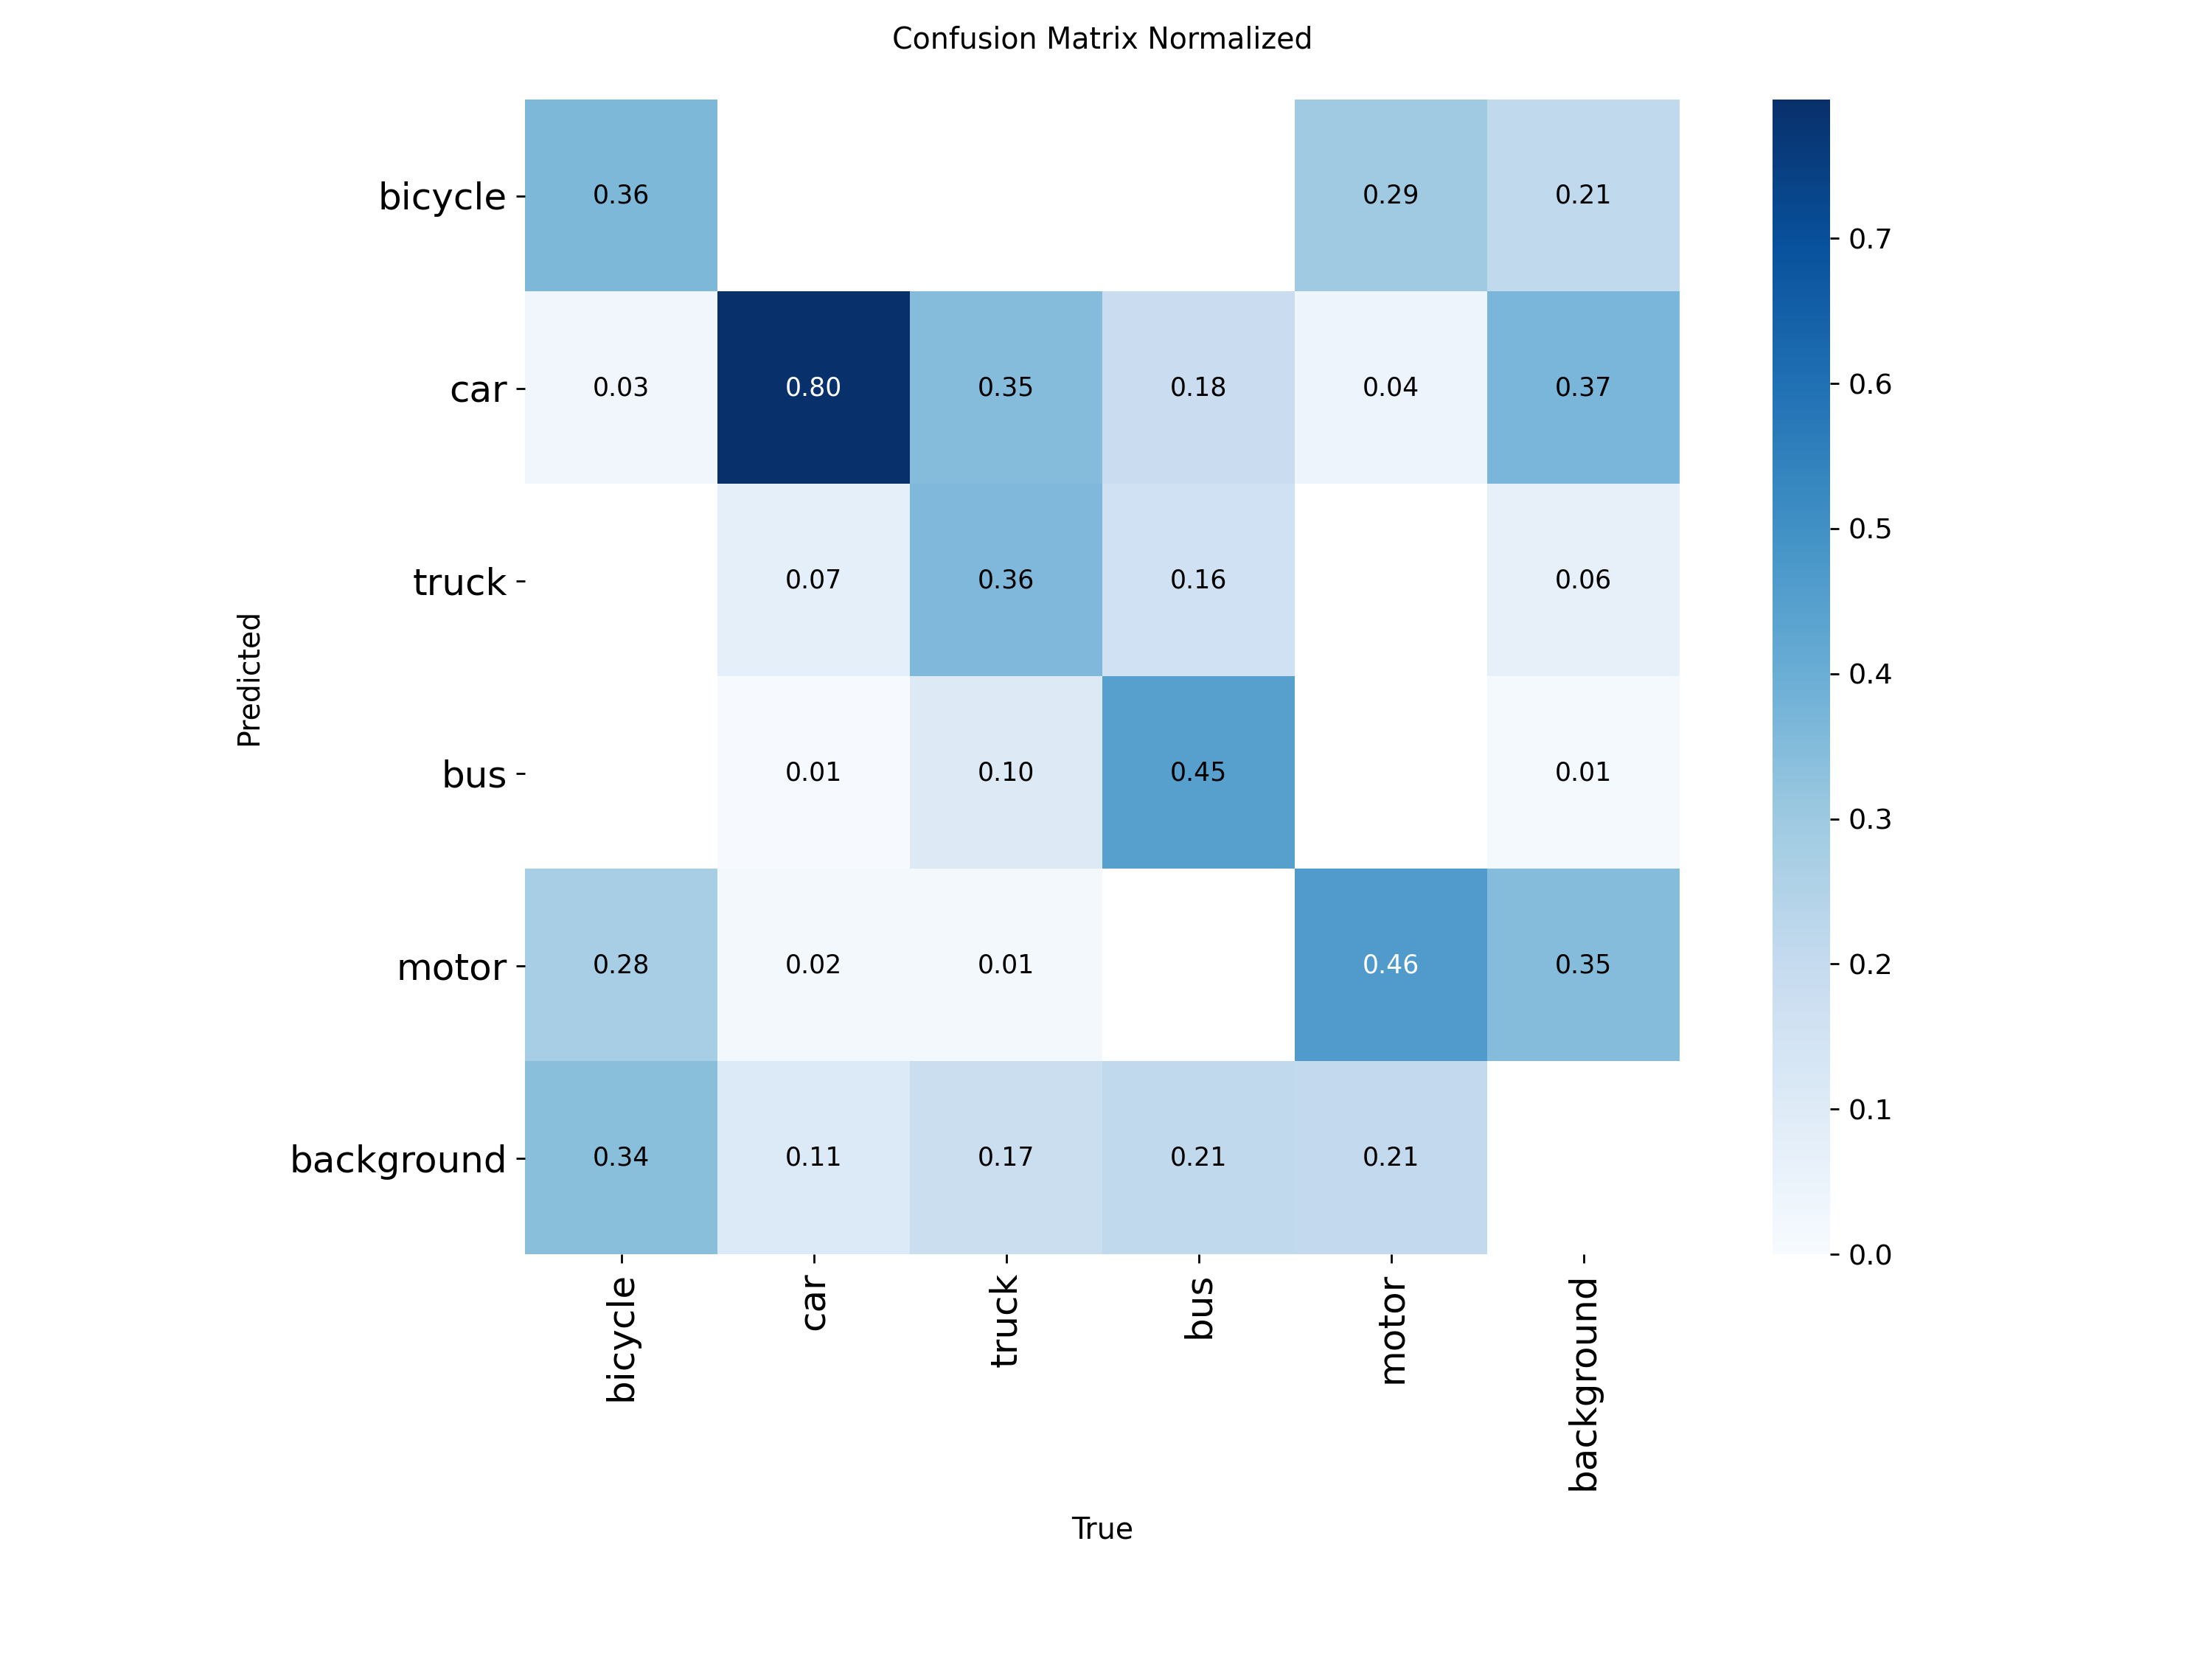 Confusion Matrix Normalized
bicycle 0.36 0.29 0.21
car 0.03 0.80 0.35 0.18 0.04 0.37
truck 0.07 0.36 0.16 0.06
bus 0.01 0.10 0.45 0.01
motor 0.28 0.02 0.01 0.46 0.35
background 0.34 0.11 0.17 0.21 0.21
Predicted
bicycle
car
truck
bus
motor
background
True
0.7
0.6
0.5
0.4
0.3
0.2
0.1
0.0